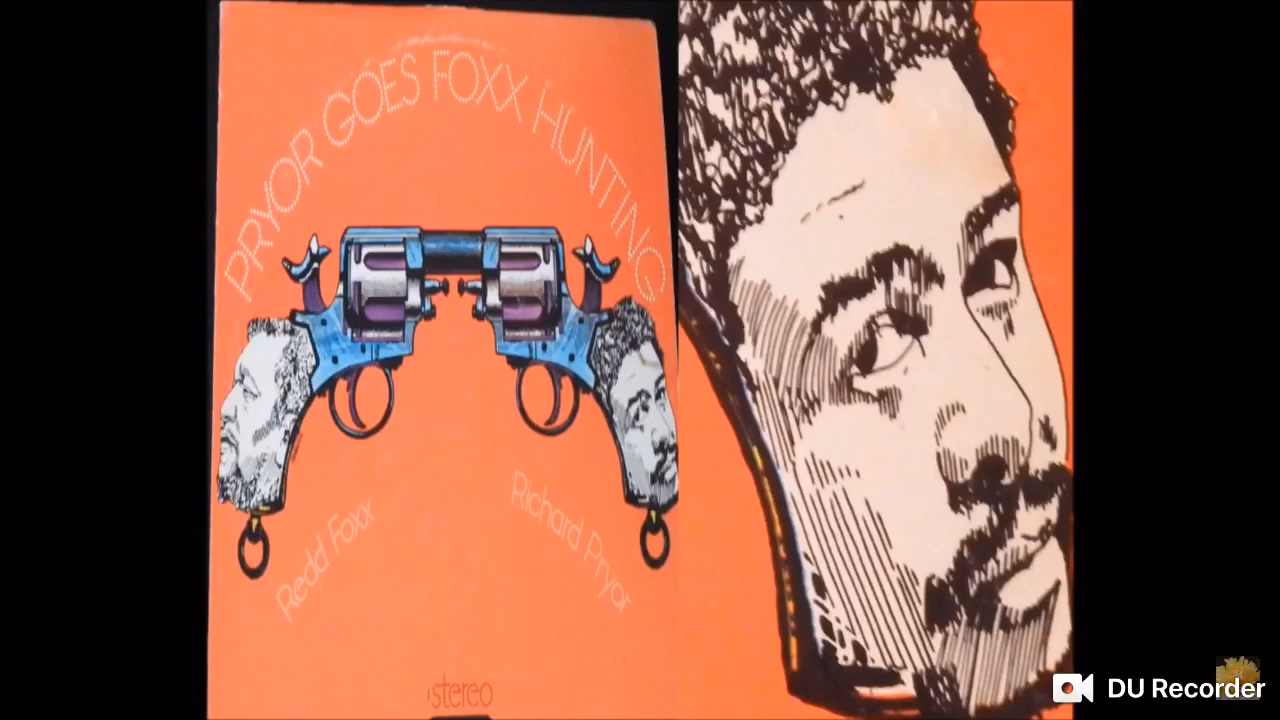 PRYOR GOES FOXX HUNTING
Redd Foxx
Richard Pryor
stereo
DU Recorder